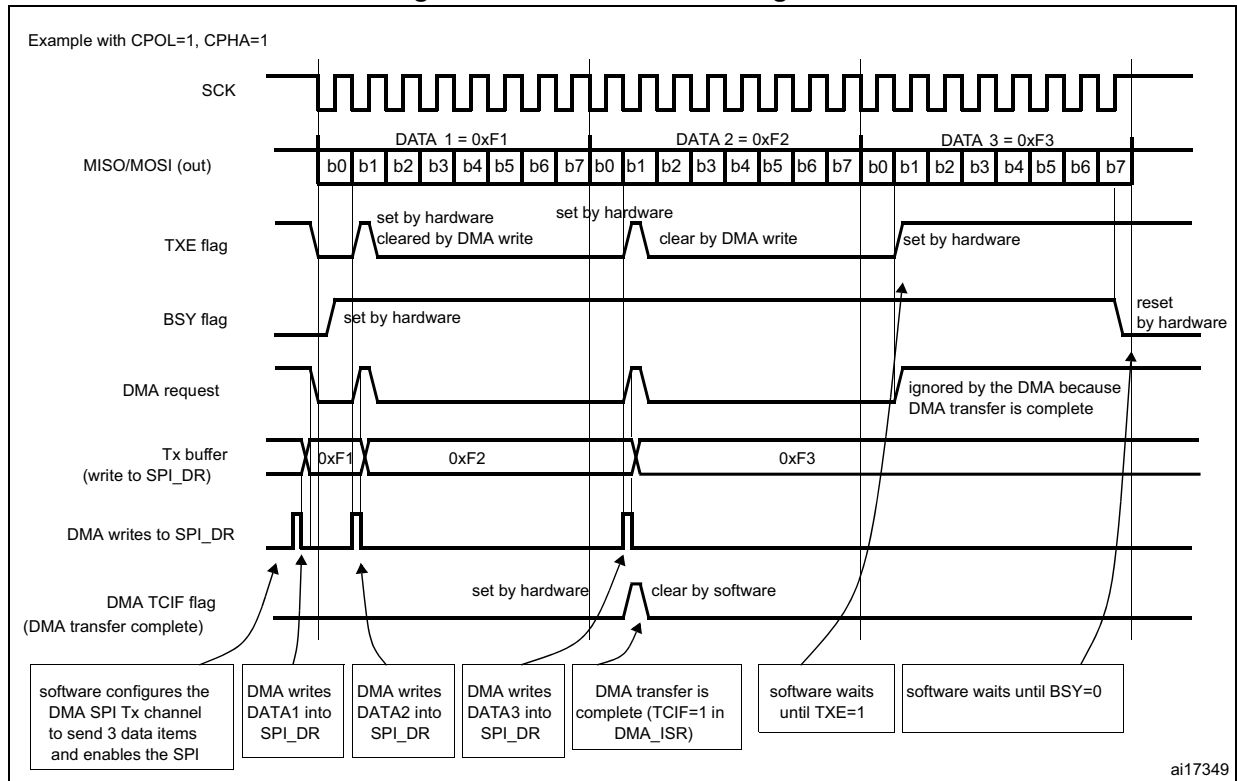 Example with CPOL=1, CPHA=1
SCK
DATA 1 = 0xF1
DATA 2 = 0xF2
DATA 3 = 0xF3
MISO/MOSI (out)
b0 b1 b2 b3 b4 b5 b6 b7 b0 b1 b2 b3 b4 b5 b6 b7 b0 b1 b2 b3 b4 b5 b6 b7
TXE flag
set by hardware
cleared by DMA write
set by hardware
clear by DMA write
set by hardware
BSY flag
set by hardware
reset
by hardware
DMA request
ignored by the DMA because
DMA transfer is complete
Tx buffer
(write to SPI_DR)
0xF1
0xF2
0xF3
DMA writes to SPI_DR
DMA TCIF flag
(DMA transfer complete)
set by hardware
clear by software
software configures the
DMA SPI Tx channel
to send 3 data items
and enables the SPI
DMA writes
DATA1 into
SPI_DR
DMA writes
DATA2 into
SPI_DR
DMA writes
DATA3 into
SPI_DR
DMA transfer is
complete (TCIF=1 in
DMA_ISR)
software waits
until TXE=1
software waits until BSY=0
ai17349